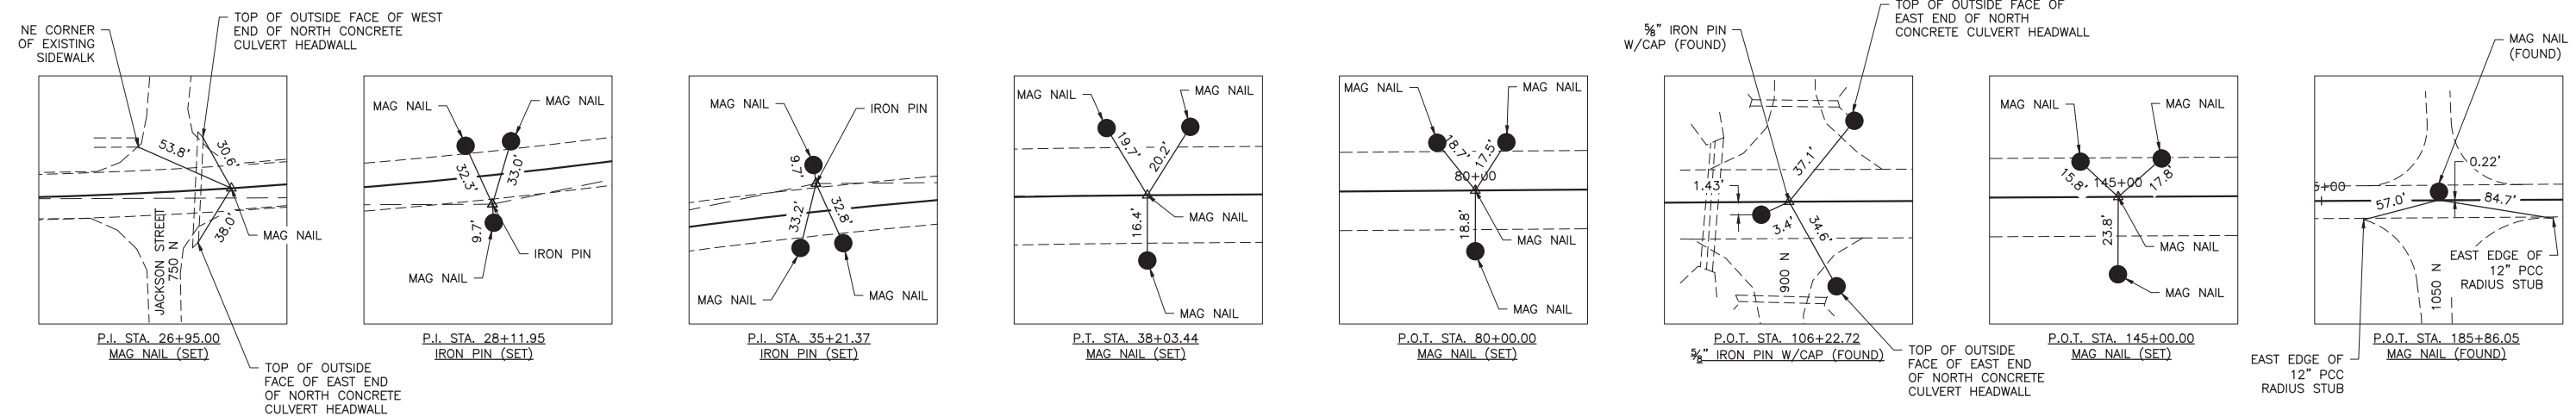 NE CORNER
OF EXISTING
SIDEWALK
TOP OF OUTSIDE FACE OF WEST
END OF NORTH CONCRETE
CULVERT HEADWALL
53.8'
30.6'
38.0'
JACKSON STREET
750 N
MAG NAIL
P.I. STA. 26+95.00
MAG NAIL (SET)
TOP OF OUTSIDE
FACE OF EAST END
OF NORTH CONCRETE
CULVERT HEADWALL
MAG NAIL
MAG NAIL
32.3'
33.0'
9.7'
IRON PIN
MAG NAIL
P.I. STA. 28+11.95
IRON PIN (SET)
MAG NAIL
IRON PIN
9.7'
33.2'
32.8'
MAG NAIL
MAG NAIL
P.I. STA. 35+21.37
IRON PIN (SET)
MAG NAIL
MAG NAIL
19.7'
20.2'
16.4'
MAG NAIL
MAG NAIL
P.T. STA. 38+03.44
MAG NAIL (SET)
MAG NAIL
MAG NAIL
18.7'
17.5'
80+00
18.8'
MAG NAIL
MAG NAIL
P.O.T. STA. 80+00.00
MAG NAIL (SET)
⅝" IRON PIN
W/CAP (FOUND)
TOP OF OUTSIDE FACE OF
EAST END OF NORTH
CONCRETE CULVERT HEADWALL
37.1'
1.43'
3.4'
34.6'
900 N
P.O.T. STA. 106+22.72
⅝" IRON PIN W/CAP (FOUND)
TOP OF OUTSIDE
FACE OF EAST END
OF NORTH CONCRETE
CULVERT HEADWALL
MAG NAIL
MAG NAIL
15.8'
145+00
17.8'
23.8'
MAG NAIL
MAG NAIL
P.O.T. STA. 145+00.00
MAG NAIL (SET)
MAG NAIL
(FOUND)
0.22'
5+00
57.0'
84.7'
1050 N
EAST EDGE OF
12" PCC
RADIUS STUB
P.O.T. STA. 185+86.05
MAG NAIL (FOUND)
EAST EDGE OF
12" PCC
RADIUS STUB